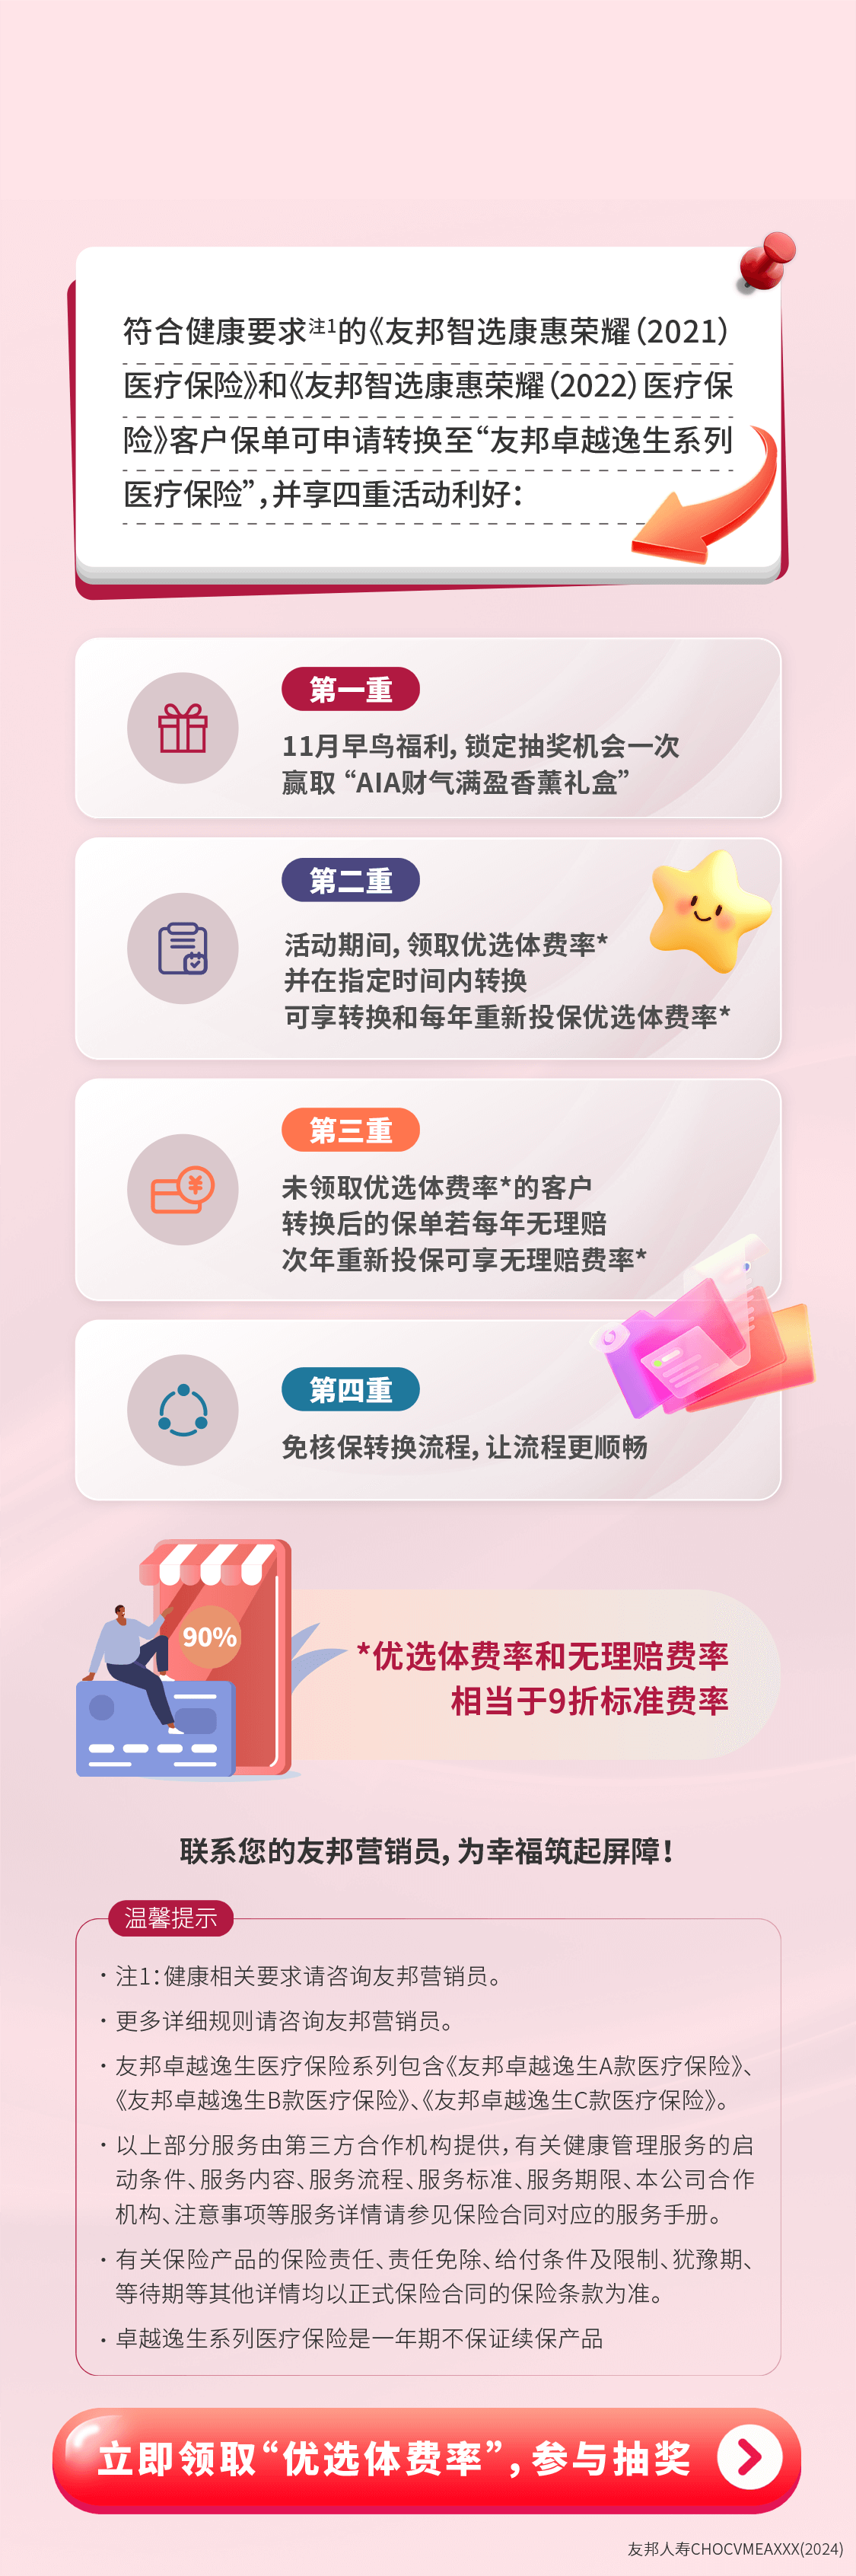 符合健康要求注1的《友邦智选康惠荣耀（2021）
医疗保险》和《友邦智选康惠荣耀（2022）医疗保
险》客户保单可申请转换至“友邦卓越逸生系列
医疗保险”，并享四重活动利好：
第一重
11月早鸟福利，锁定抽奖机会一次
赢取“AIA财气满盈香薰礼盒”
第二重
活动期间，领取优选体费率*
并在指定时间内转换
可享转换和每年重新投保优选体费率*
第三重
未领取优选体费率*的客户
转换后的保单若每年无理赔
次年重新投保可享无理赔费率*
第四重
免核保转换流程，让流程更顺畅
90%
*优选体费率和无理赔费率
相当于9折标准费率
联系您的友邦营销员，为幸福筑起屏障！
温馨提示
· 注1：健康相关要求请咨询友邦营销员。
· 更多详细规则请咨询友邦营销员。
· 友邦卓越逸生医疗保险系列包含《友邦卓越逸生A款医疗保险》、
《友邦卓越逸生B款医疗保险》、《友邦卓越逸生C款医疗保险》。
· 以上部分服务由第三方合作机构提供，有关健康管理服务的启
动条件、服务内容、服务流程、服务标准、服务期限、本公司合作
机构、注意事项等服务详情请参见保险合同对应的服务手册。
· 有关保险产品的保险责任、责任免除、给付条件及限制、犹豫期、
等待期等其他详情均以正式保险合同的保险条款为准。
· 卓越逸生系列医疗保险是一年期不保证续保产品
立即领取“优选体费率”，参与抽奖
友邦人寿CHOCVMEAXXX(2024)